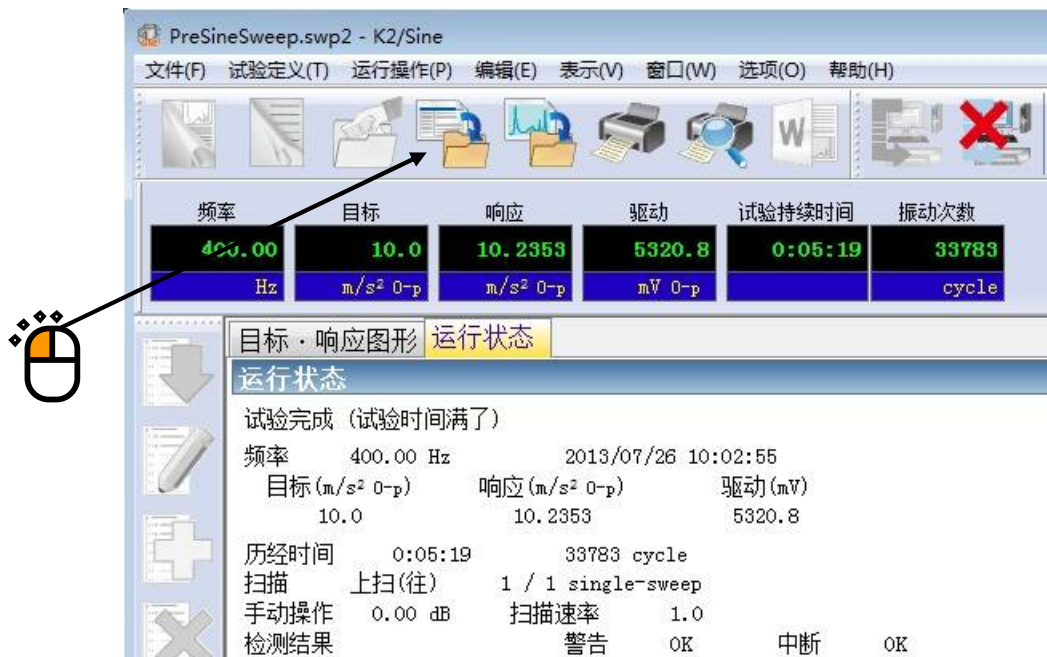 PreSineSweep.swp2 - K2/Sine
文件(F) 试验定义(T) 运行操作(P) 编辑(E) 表示(V) 窗口(W) 选项(O) 帮助(H)
W
频率 目标 响应 驱动 试验持续时间 振动次数
400.00 10.0 10.2353 5320.8 0:05:19 33783
Hz m/s² 0-p m/s² 0-p mV 0-p cycle
目标・响应图形 运行状态
运行状态
试验完成 (试验时间满了)
频率 400.00 Hz 2013/07/26 10:02:55
目标(m/s² 0-p) 响应(m/s² 0-p) 驱动(mV)
10.0 10.2353 5320.8
历经时间 0:05:19 33783 cycle
扫描 上扫(往) 1 / 1 single-sweep
手动操作 0.00 dB 扫描速率 1.0
检测结果 警告 OK 中断 OK